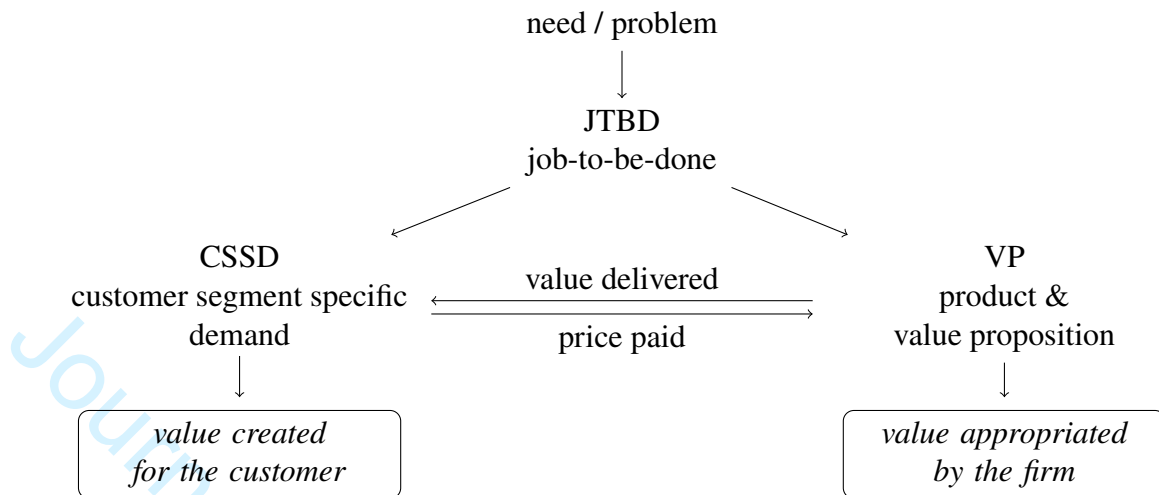 need / problem
JTBD
job-to-be-done
CSSD
customer segment specific
demand
value delivered
price paid
VP
product &
value proposition
value created
for the customer
value appropriated
by the firm
Journ